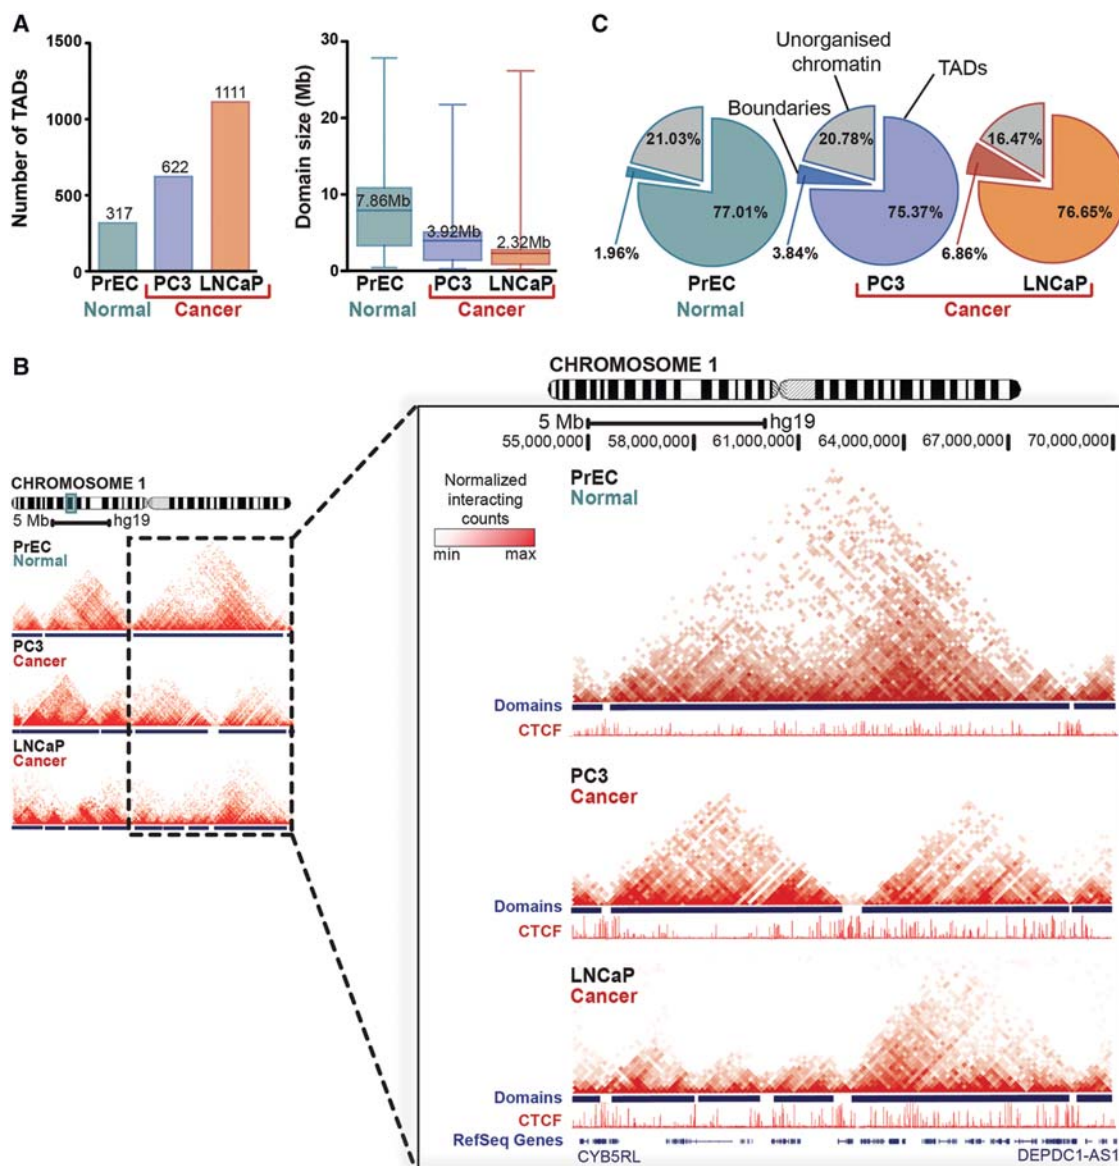 A
Number of TADs
1500
1000
500
0
317
622
1111
PrEC
PC3
LNCaP
Normal
Cancer
Domain size (Mb)
30
20
10
0
7.86Mb
3.92Mb
2.32Mb
PrEC
PC3
LNCaP
Normal
Cancer
C
Unorganised
chromatin
TADs
Boundaries
21.03%
77.01%
1.96%
20.78%
75.37%
3.84%
16.47%
76.65%
6.86%
PrEC
Normal
PC3
LNCaP
Cancer
B
CHROMOSOME 1
5 Mb
hg19
PrEC
Normal
PC3
Cancer
LNCaP
Cancer
CHROMOSOME 1
5 Mb
hg19
55,000,000
58,000,000
61,000,000
64,000,000
67,000,000
70,000,000
Normalized
interacting
counts
min
max
PrEC
Normal
Domains
CTCF
PC3
Cancer
Domains
CTCF
LNCaP
Cancer
Domains
CTCF
RefSeq Genes
CYB5RL
DEPDC1-AS1